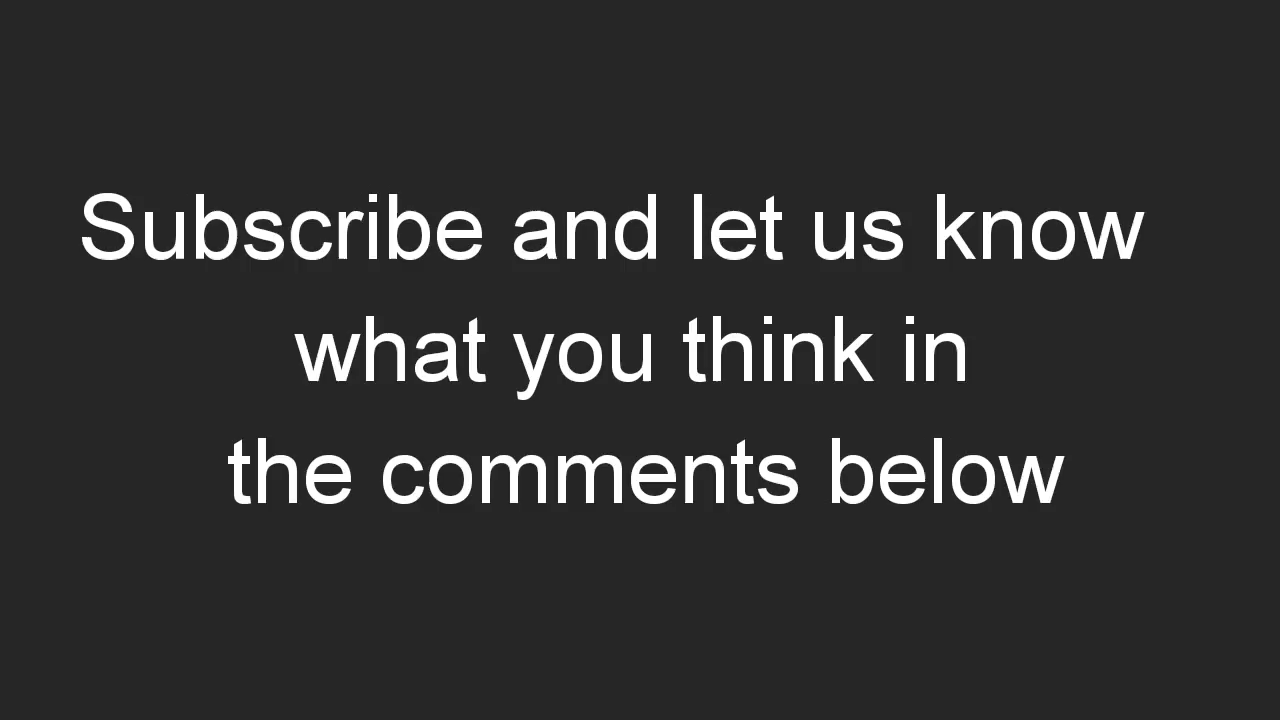 Subscribe and let us know
what you think in
the comments below